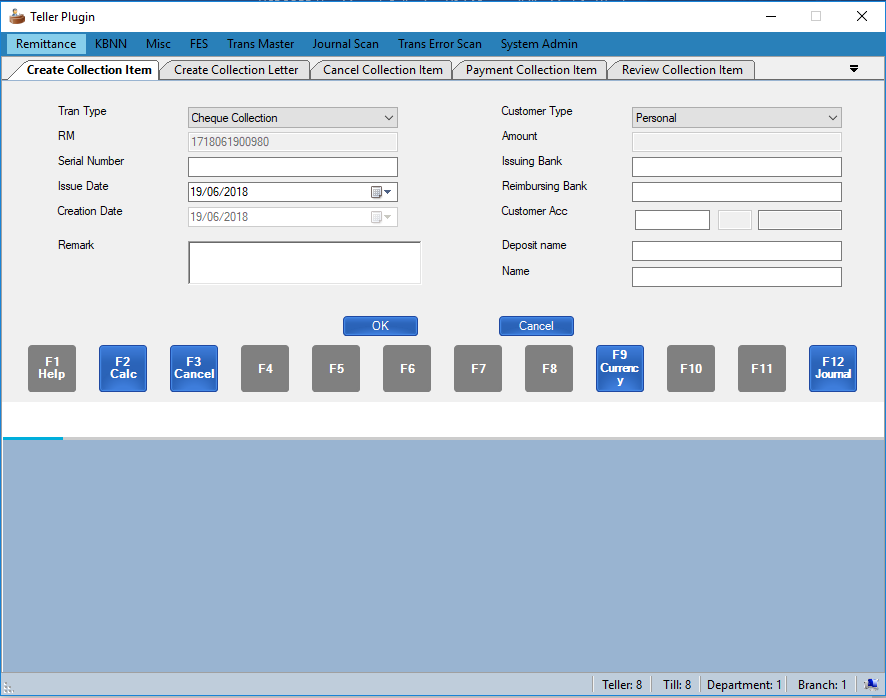 Teller Plugin
Remittance KBNN Misc FES Trans Master Journal Scan Trans Error Scan System Admin
Create Collection Item Create Collection Letter Cancel Collection Item Payment Collection Item Review Collection Item
Tran Type Cheque Collection Customer Type Personal
RM 1718061900980 Amount
Serial Number Issuing Bank
Issue Date 19/06/2018 Reimbursing Bank
Creation Date 19/06/2018 Customer Acc
Remark Deposit name
Name
OK Cancel
F1 Help F2 Calc F3 Cancel F4 F5 F6 F7 F8 F9 Currency F10 F11 F12 Journal
Teller: 8 Till: 8 Department: 1 Branch: 1